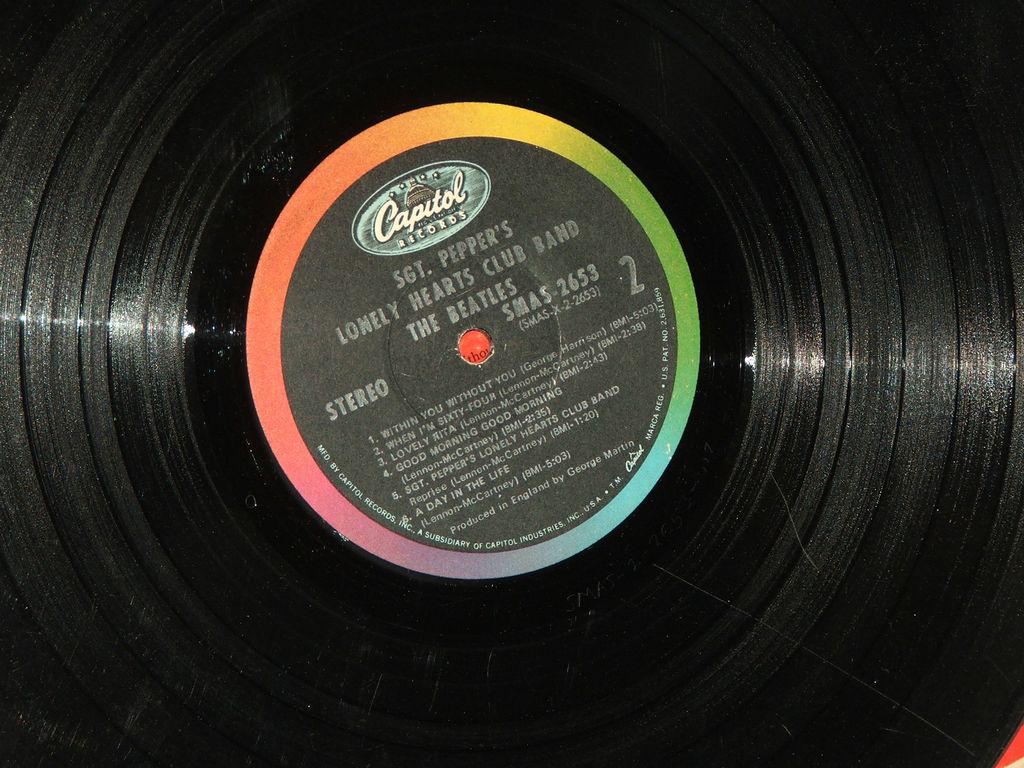 Capitol
RECORDS
SGT. PEPPER'S
LONELY HEARTS CLUB BAND
THE BEATLES
SMAS-2653
(SMAS-X-2-2653)
2
STEREO
1. WITHIN YOU WITHOUT YOU (George Harrison) (BMI-5:03)
2. WHEN I'M SIXTY-FOUR (Lennon-McCartney) (BMI-2:38)
3. LOVELY RITA (Lennon-McCartney) (BMI-2:43)
4. GOOD MORNING GOOD MORNING
(Lennon-McCartney) (BMI-2:35)
5. SGT. PEPPER'S LONELY HEARTS CLUB BAND
Reprise (Lennon-McCartney) (BMI-1:20)
6. A DAY IN THE LIFE
(Lennon-McCartney) (BMI-5:03)
Produced in England by George Martin
MFD. BY CAPITOL RECORDS, INC., A SUBSIDIARY OF CAPITOL INDUSTRIES, INC., U.S.A. • T.M. Capitol MARCA REG. • U.S. PAT. NO. 2,631,859
thou